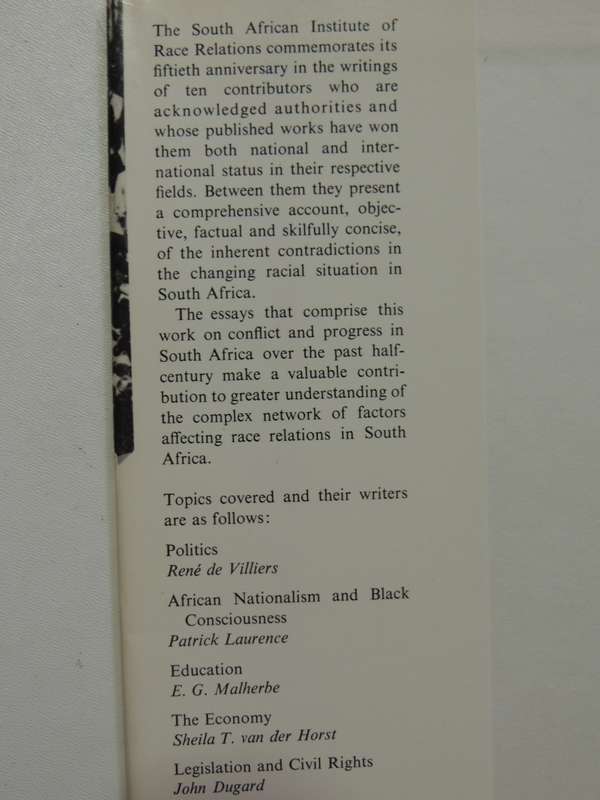 The South African Institute of
Race Relations commemorates its
fiftieth anniversary in the writings
of ten contributors who are
acknowledged authorities and
whose published works have won
them both national and inter-
national status in their respective
fields. Between them they present
a comprehensive account, objec-
tive, factual and skilfully concise,
of the inherent contradictions in
the changing racial situation in
South Africa.
The essays that comprise this
work on conflict and progress in
South Africa over the past half-
century make a valuable contri-
bution to greater understanding of
the complex network of factors
affecting race relations in South
Africa.
Topics covered and their writers
are as follows:
Politics
René de Villiers
African Nationalism and Black
Consciousness
Patrick Laurence
Education
E. G. Malherbe
The Economy
Sheila T. van der Horst
Legislation and Civil Rights
John Dugard